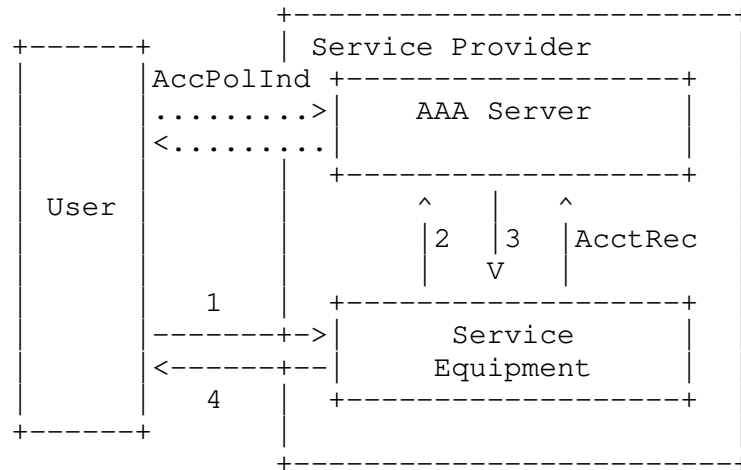 Service Provider
AccPolInd
AAA Server
User
2 3 AcctRec
V
1
Service
Equipment
4